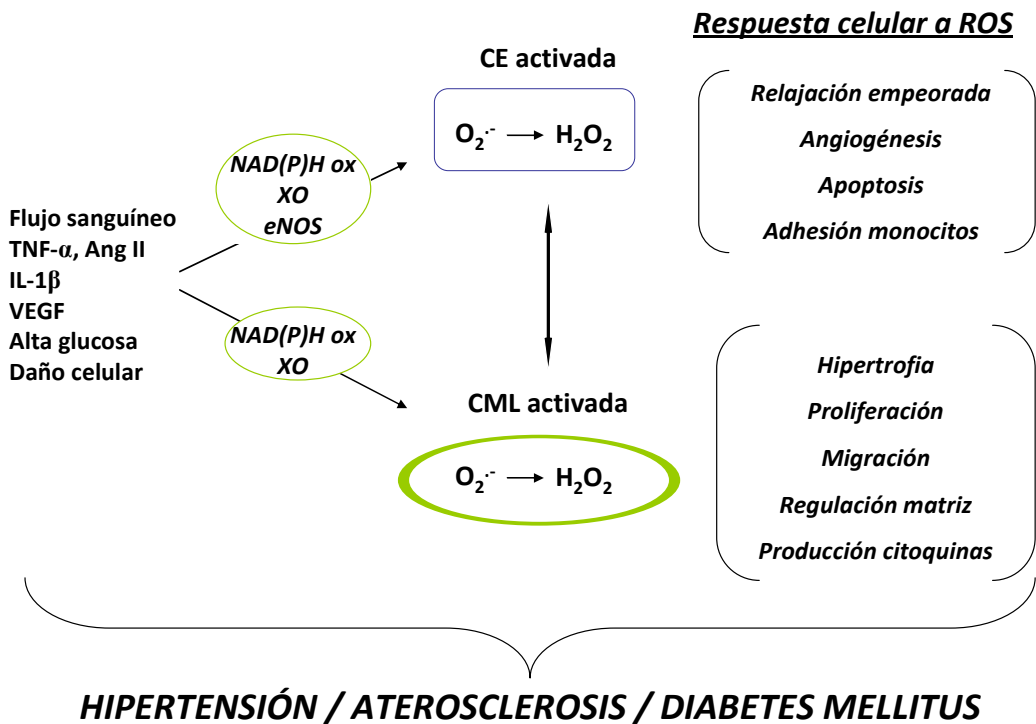 Respuesta celular a ROS
CE activada
O₂·⁻ → H₂O₂
Relajación empeorada
Angiogénesis
Apoptosis
Adhesión monocitos
NAD(P)H ox
XO
eNOS
Flujo sanguíneo
TNF-α, Ang II
IL-1β
VEGF
Alta glucosa
Daño celular
NAD(P)H ox
XO
CML activada
O₂·⁻ → H₂O₂
Hipertrofia
Proliferación
Migración
Regulación matriz
Producción citoquinas
HIPERTENSIÓN / ATEROSCLEROSIS / DIABETES MELLITUS